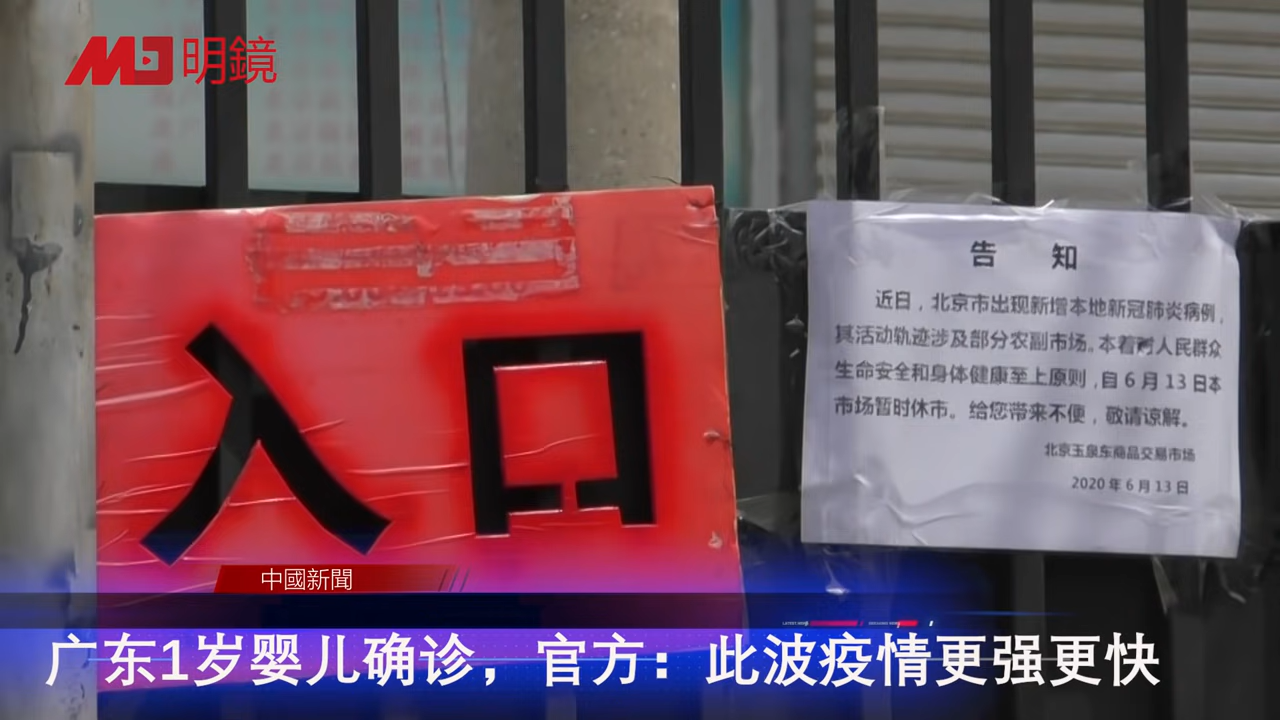 明鏡
入口
告 知
近日，北京市出现新增本地新冠肺炎病例，
其活动轨迹涉及部分农副市场。本着对人民群众
生命安全和身体健康至上原则，自6月13日本
市场暂时休市。给您带来不便，敬请谅解。
北京玉泉东商品交易市场
2020年6月13日
中國新聞
LATEST NEWS
BREAKING NEWS
广东1岁婴儿确诊，官方：此波疫情更强更快